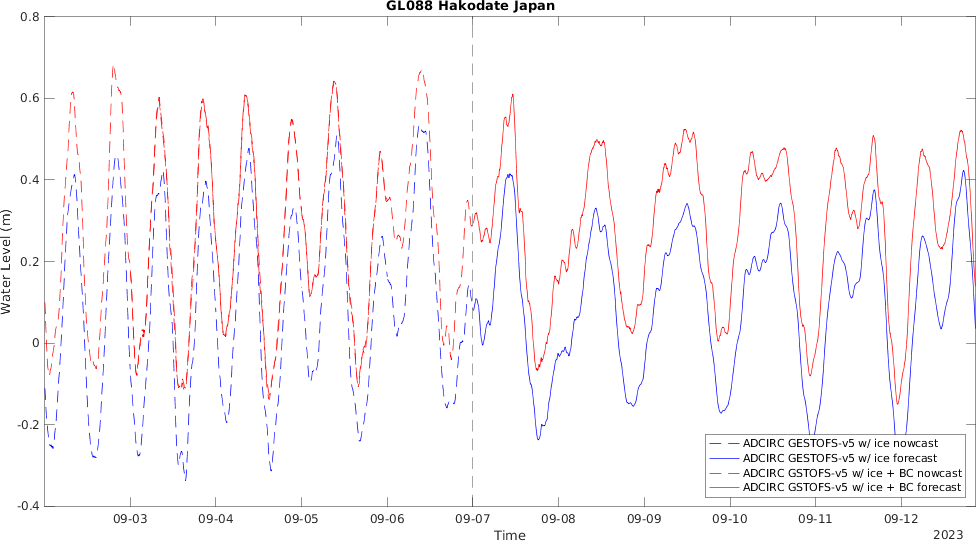 GL088 Hakodate Japan
0.8
0.6
0.4
0.2
0
-0.2
-0.4
Water Level (m)
ADCIRC GESTOFS-v5 w/ ice nowcast
ADCIRC GESTOFS-v5 w/ ice forecast
ADCIRC GSTOFS-v5 w/ ice + BC nowcast
ADCIRC GSTOFS-v5 w/ ice + BC forecast
09-03 09-04 09-05 09-06 09-07 09-08 09-09 09-10 09-11 09-12
Time
2023